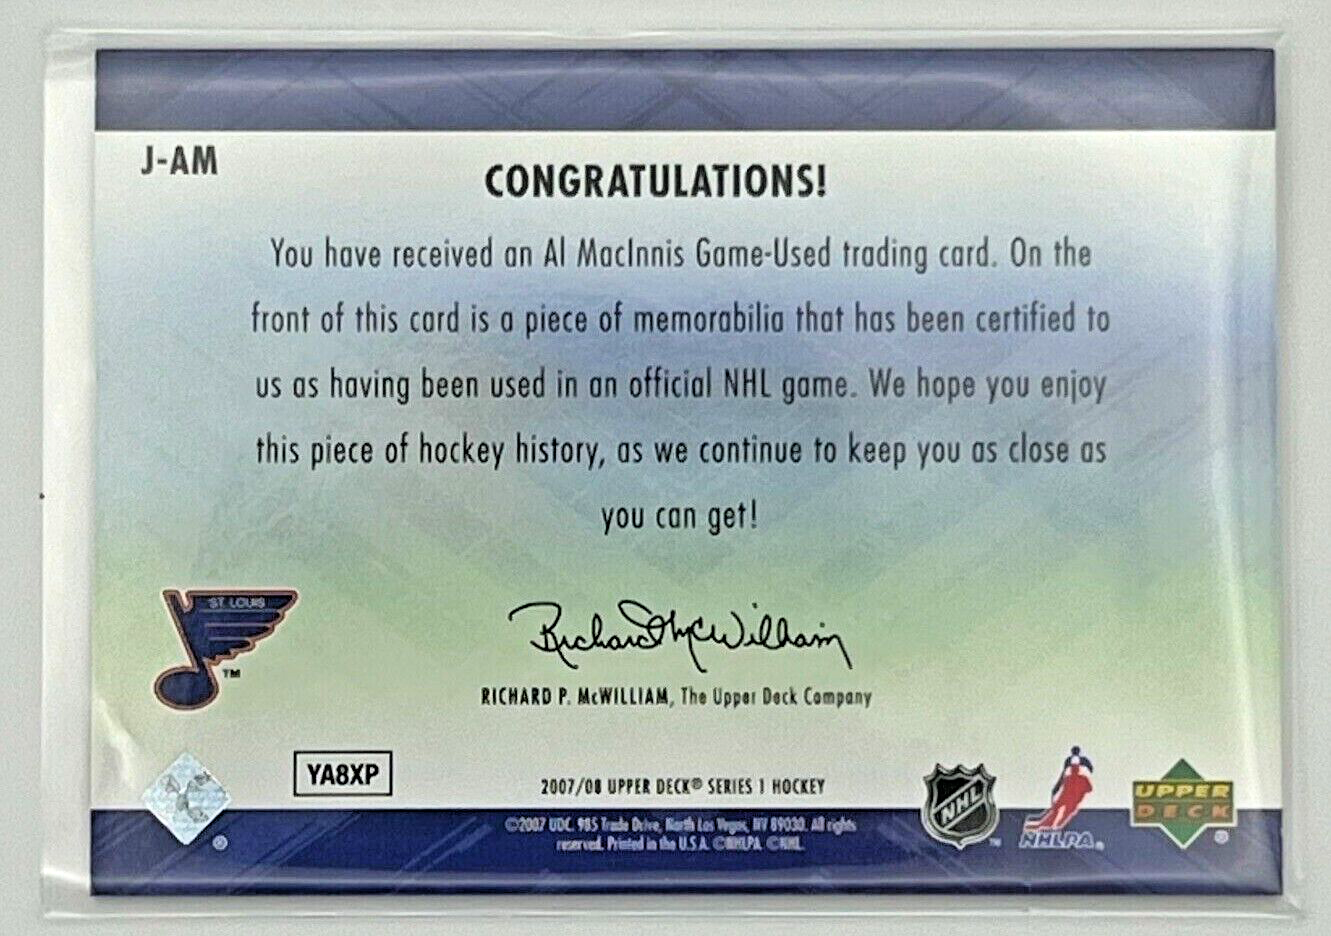 J-AM
CONGRATULATIONS!
You have received an Al MacInnis Game-Used trading card. On the
front of this card is a piece of memorabilia that has been certified to
us as having been used in an official NHL game. We hope you enjoy
this piece of hockey history, as we continue to keep you as close as
you can get!
ST. LOUIS
TM
Richard McWilliam
RICHARD P. McWILLIAM, The Upper Deck Company
YA8XP
2007/08 UPPER DECK® SERIES 1 HOCKEY
©2007 UDC. 985 Trade Drive, North Las Vegas, NV 89030. All rights
reserved. Printed in the U.S.A. ©NHLPA. ©NHL.
®
NHL
TM
NHLPA®
UPPER
DECK
®